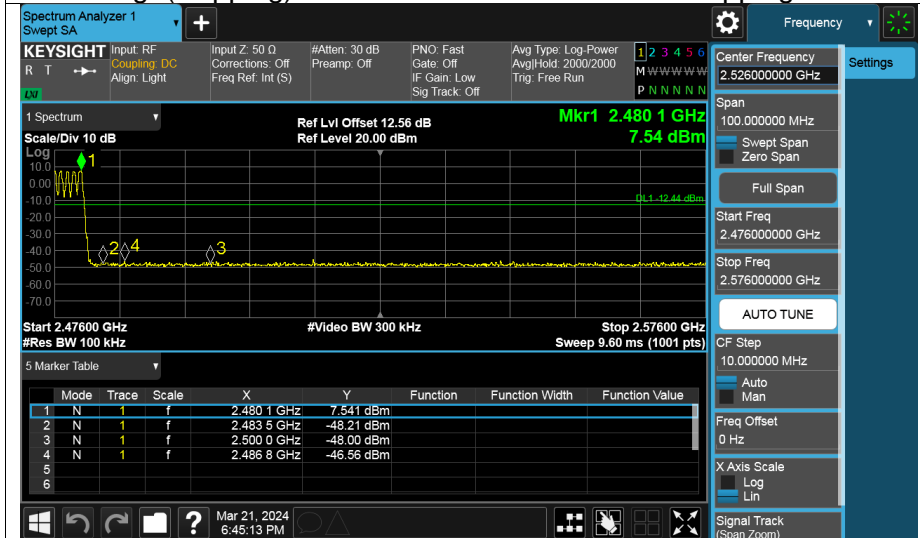 Spectrum Analyzer 1
Swept SA
+
Frequency
KEYSIGHT
R T
LXI
Input: RF
Coupling: DC
Align: Light
Input Z: 50 Ω
Corrections: Off
Freq Ref: Int (S)
#Atten: 30 dB
Preamp: Off
PNO: Fast
Gate: Off
IF Gain: Low
Sig Track: Off
Avg Type: Log-Power
Avg|Hold: 2000/2000
Trig: Free Run
1 2 3 4 5 6
M W W W W W
P N N N N N
Center Frequency
2.526000000 GHz
Settings
Span
100.000000 MHz
Swept Span
Zero Span
Full Span
Start Freq
2.476000000 GHz
Stop Freq
2.576000000 GHz
AUTO TUNE
CF Step
10.000000 MHz
Auto
Man
Freq Offset
0 Hz
X Axis Scale
Log
Lin
Signal Track
(Span Zoom)
1 Spectrum
Scale/Div 10 dB
Ref Lvl Offset 12.56 dB
Ref Level 20.00 dBm
Mkr1 2.480 1 GHz
7.54 dBm
Log
10.0
0.00
-10.0
-20.0
-30.0
-40.0
-50.0
-60.0
-70.0
1
2
4
3
DL1 -12.44 dBm
Start 2.47600 GHz
#Res BW 100 kHz
#Video BW 300 kHz
Stop 2.57600 GHz
Sweep 9.60 ms (1001 pts)
5 Marker Table
Mode Trace Scale X Y Function Function Width Function Value
1 N 1 f 2.480 1 GHz 7.541 dBm
2 N 1 f 2.483 5 GHz -48.21 dBm
3 N 1 f 2.500 0 GHz -48.00 dBm
4 N 1 f 2.486 8 GHz -46.56 dBm
5
6
?
Mar 21, 2024
6:45:13 PM